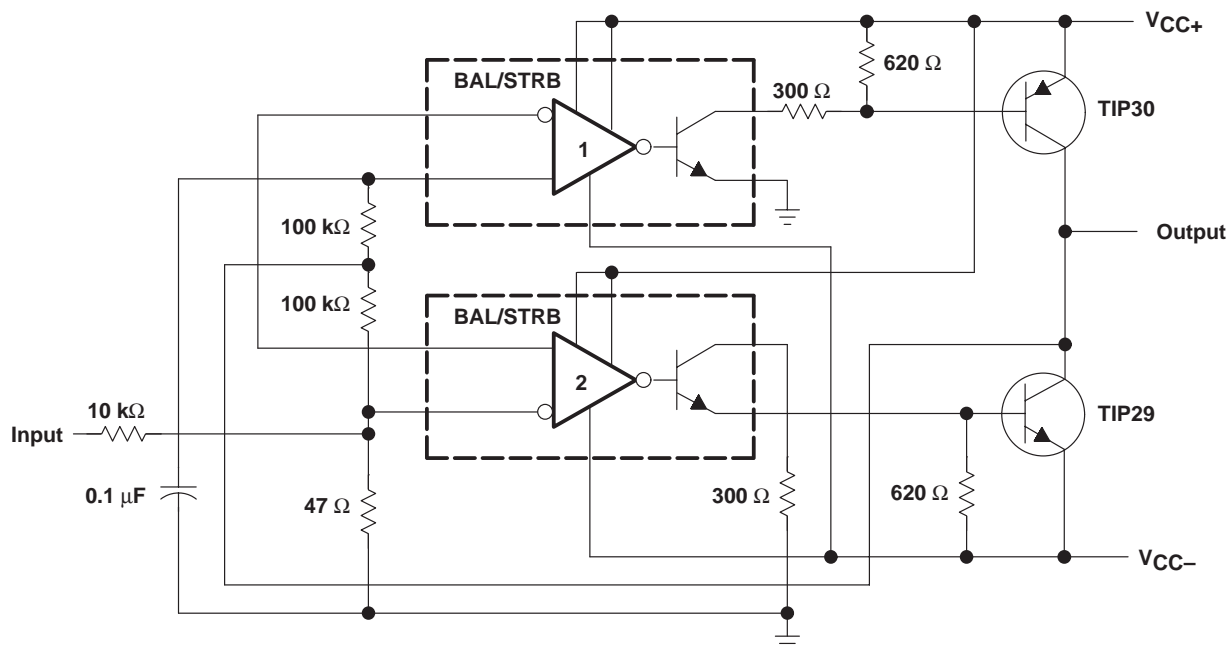 VCC+
BAL/STRB
620 Ω
300 Ω
TIP30
1
100 kΩ
Output
100 kΩ
BAL/STRB
2
10 kΩ
Input
TIP29
0.1 µF
47 Ω
300 Ω
620 Ω
VCC–